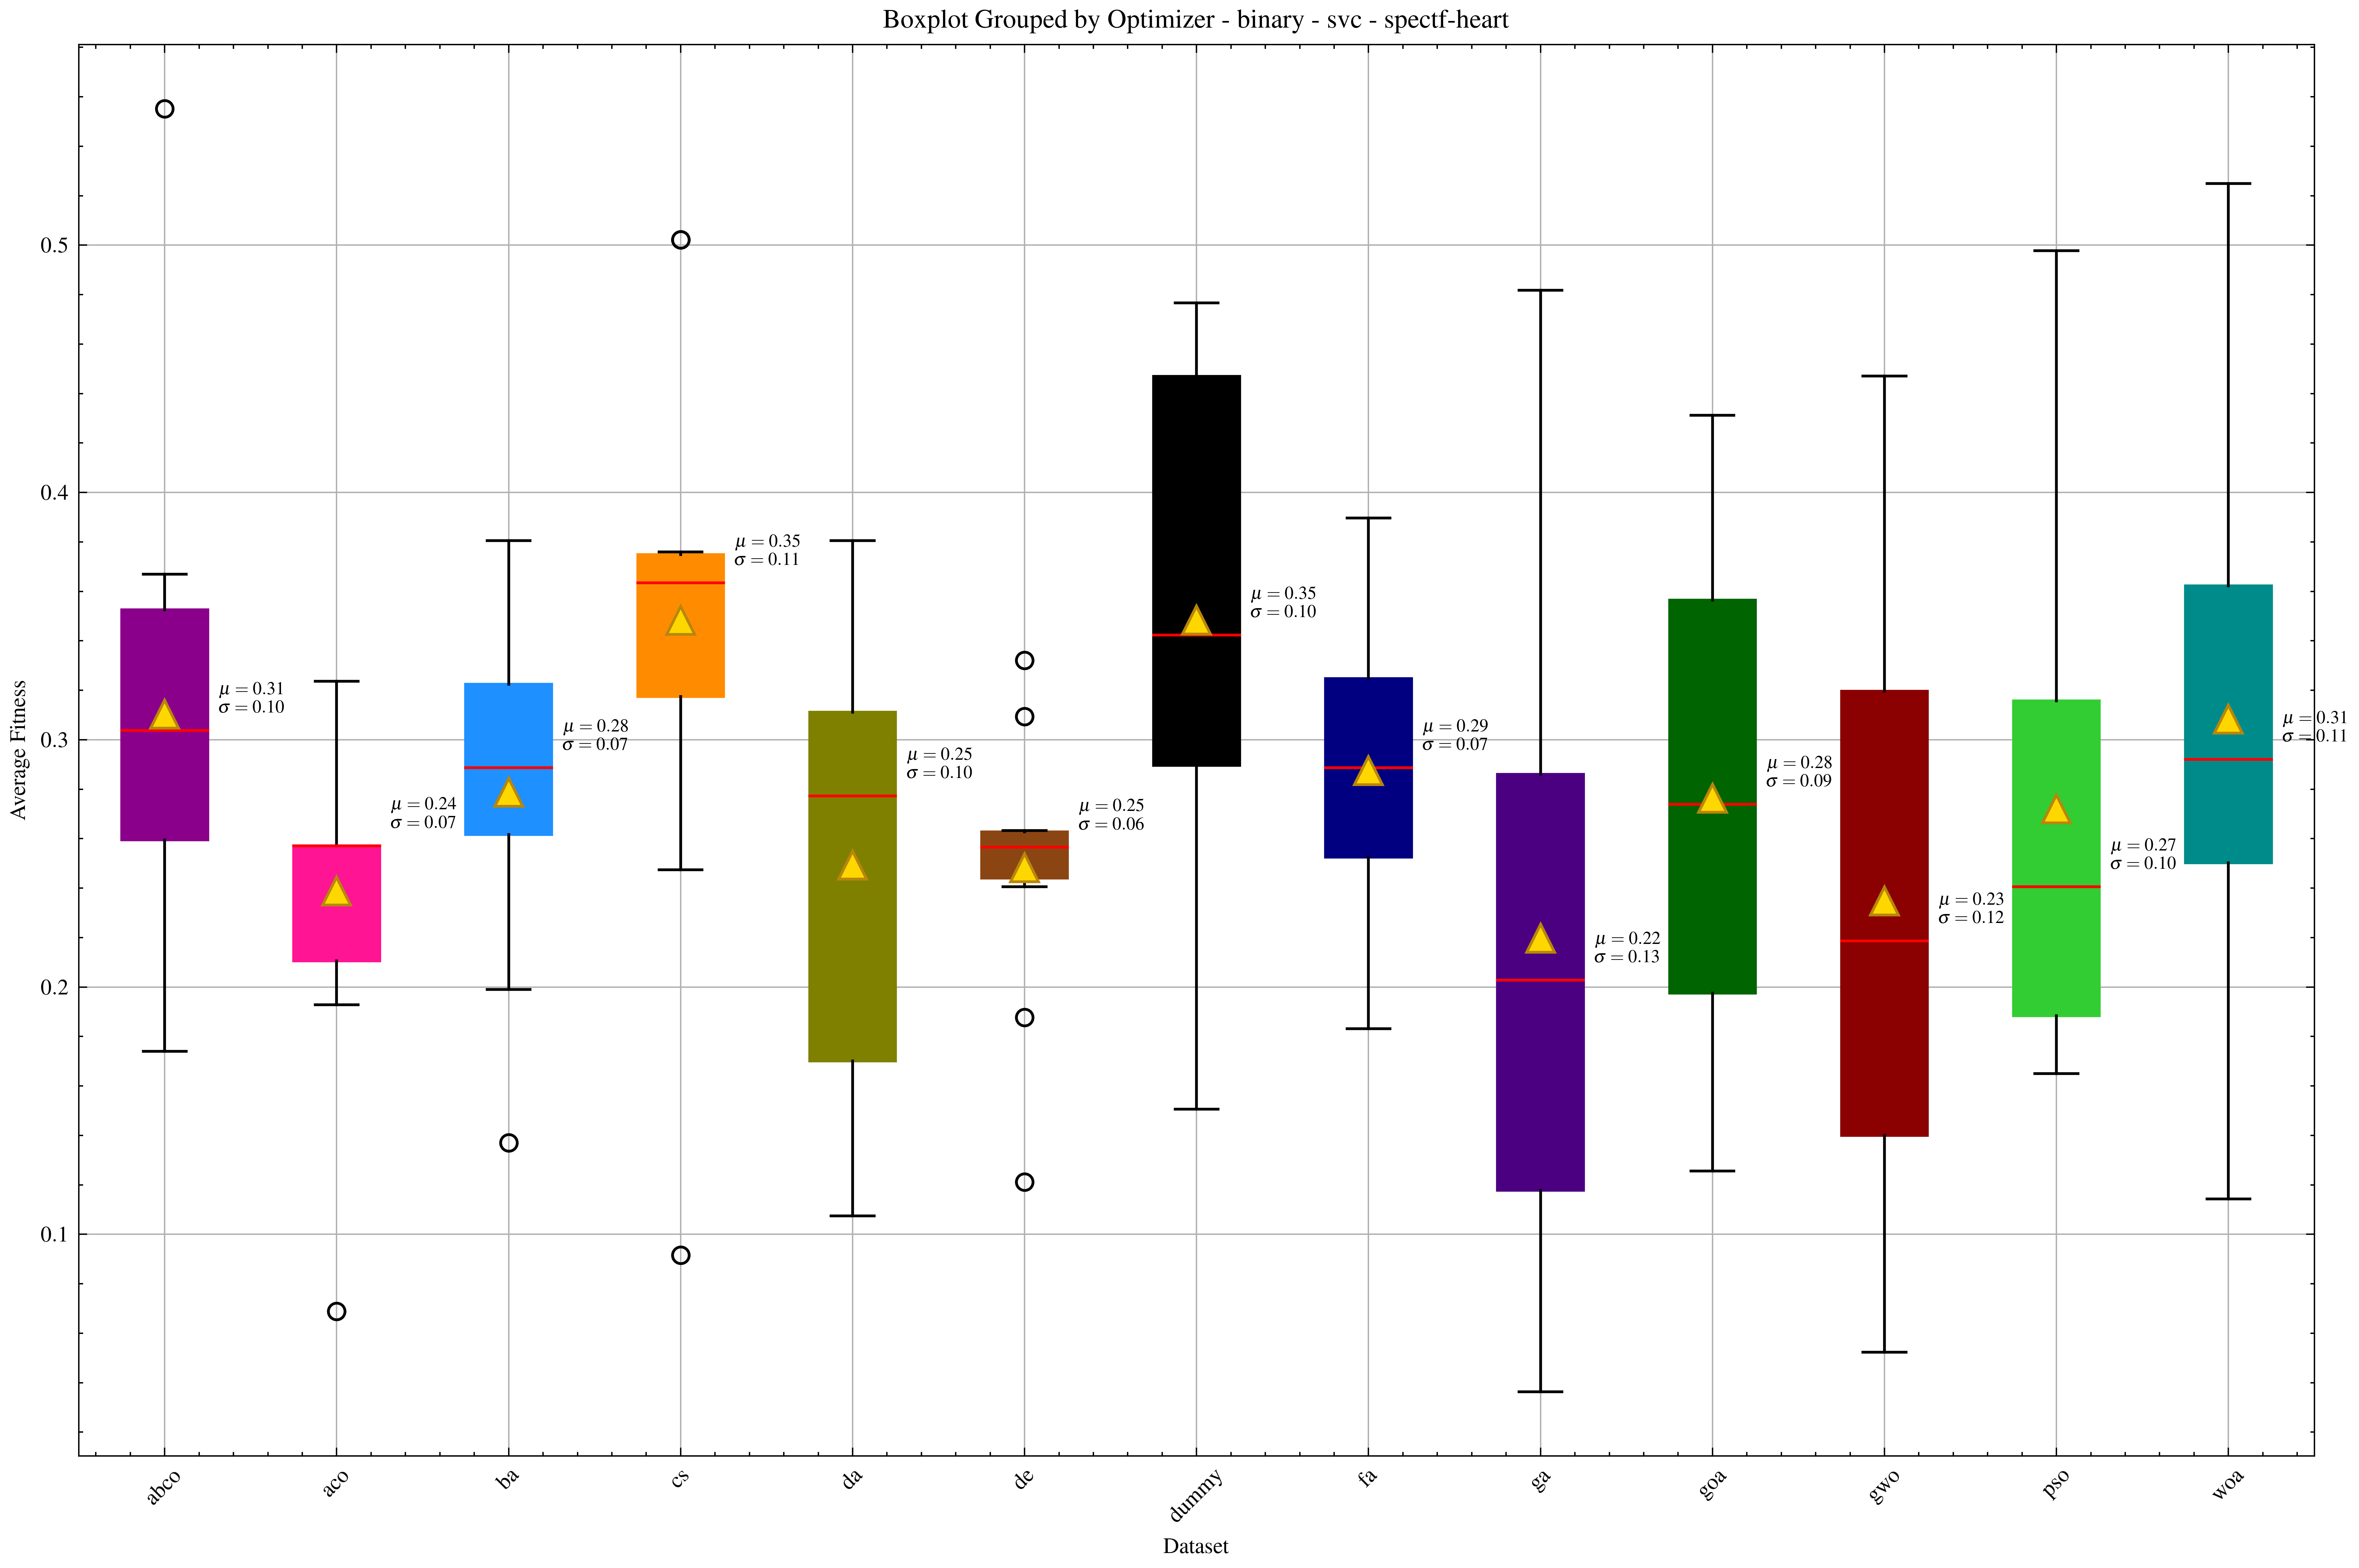 Boxplot Grouped by Optimizer - binary - svc - spectf-heart
Average Fitness
0.5
0.4
0.3
0.2
0.1
μ = 0.31
σ = 0.10
μ = 0.24
σ = 0.07
μ = 0.28
σ = 0.07
μ = 0.35
σ = 0.11
μ = 0.25
σ = 0.10
μ = 0.25
σ = 0.06
μ = 0.35
σ = 0.10
μ = 0.29
σ = 0.07
μ = 0.22
σ = 0.13
μ = 0.28
σ = 0.09
μ = 0.23
σ = 0.12
μ = 0.27
σ = 0.10
μ = 0.31
σ = 0.11
abco
aco
ba
cs
da
de
dummy
fa
ga
goa
gwo
pso
woa
Dataset